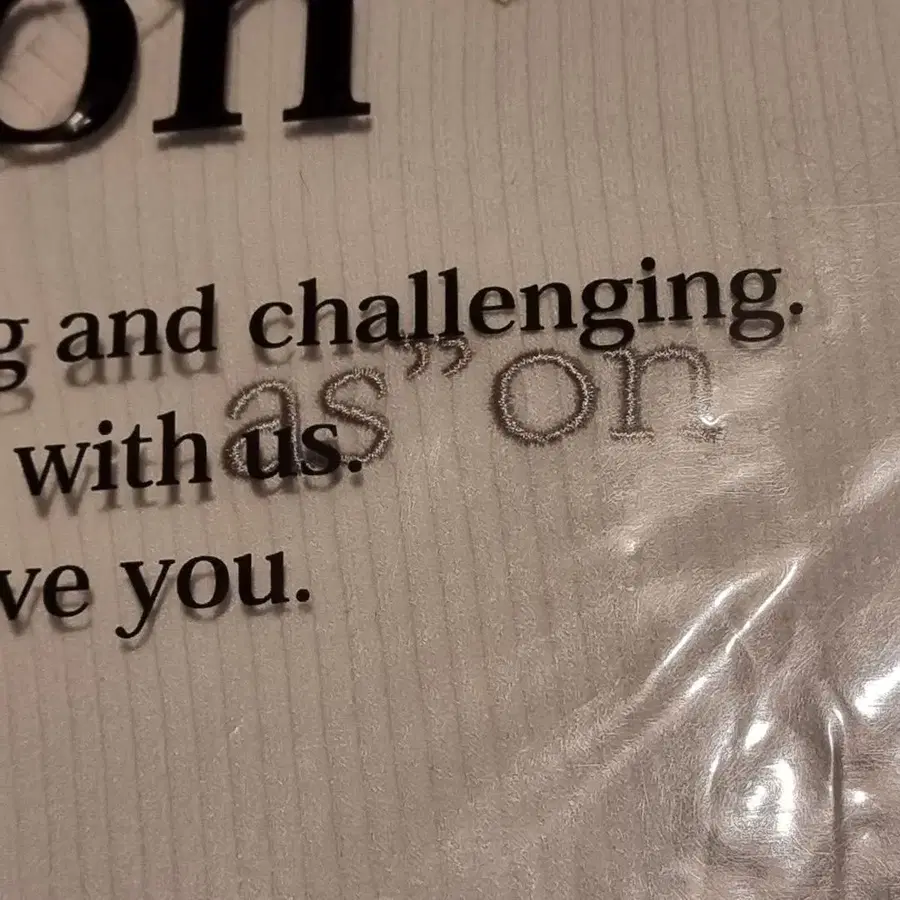 on
g and challenging.
as” on
with us.
ve you.